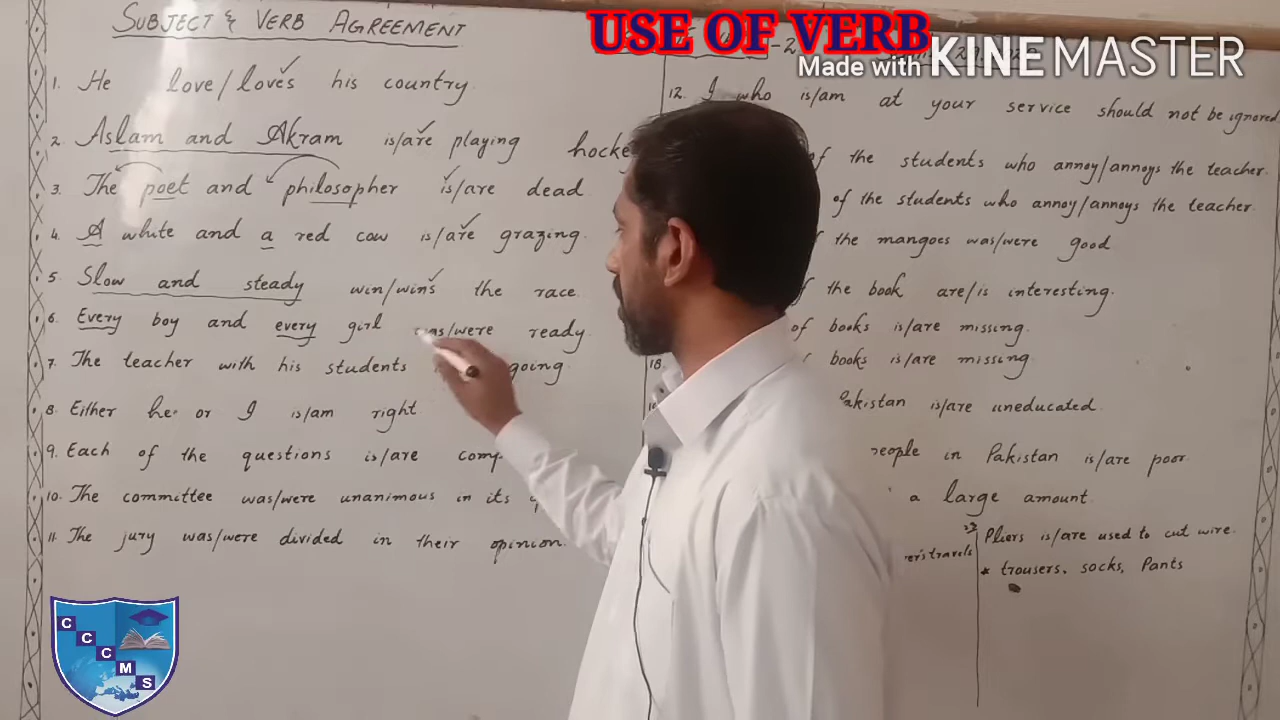 USE OF VERB
Made with KINEMASTER
SUBJECT & VERB AGREEMENT
1. He love/loves his country.
2. Aslam and Akram is/are playing hockey
3. The poet and philosopher is/are dead
4. A white and a red cow is/are grazing.
5. Slow and steady win/wins the race
6. Every boy and every girl was/were ready.
7. The teacher with his students going
8. Either he or I is/am right
9. Each of the questions is/are comp
10. The committee was/were unanimous in its
11. The jury was/were divided in their opinion.
12. I who is/am at your service should not be ignored
of the students who annoy/annoys the teacher.
of the students who annoy/annoys the teacher.
the mangoes was/were good
the book are/is interesting.
of books is/are missing.
18. books is/are missing
Pakistan is/are uneducated.
People in Pakistan is/are poor
a large amount
er's travels
23 Pliers is/are used to cut wire.
* trousers, socks, Pants
C C C M S